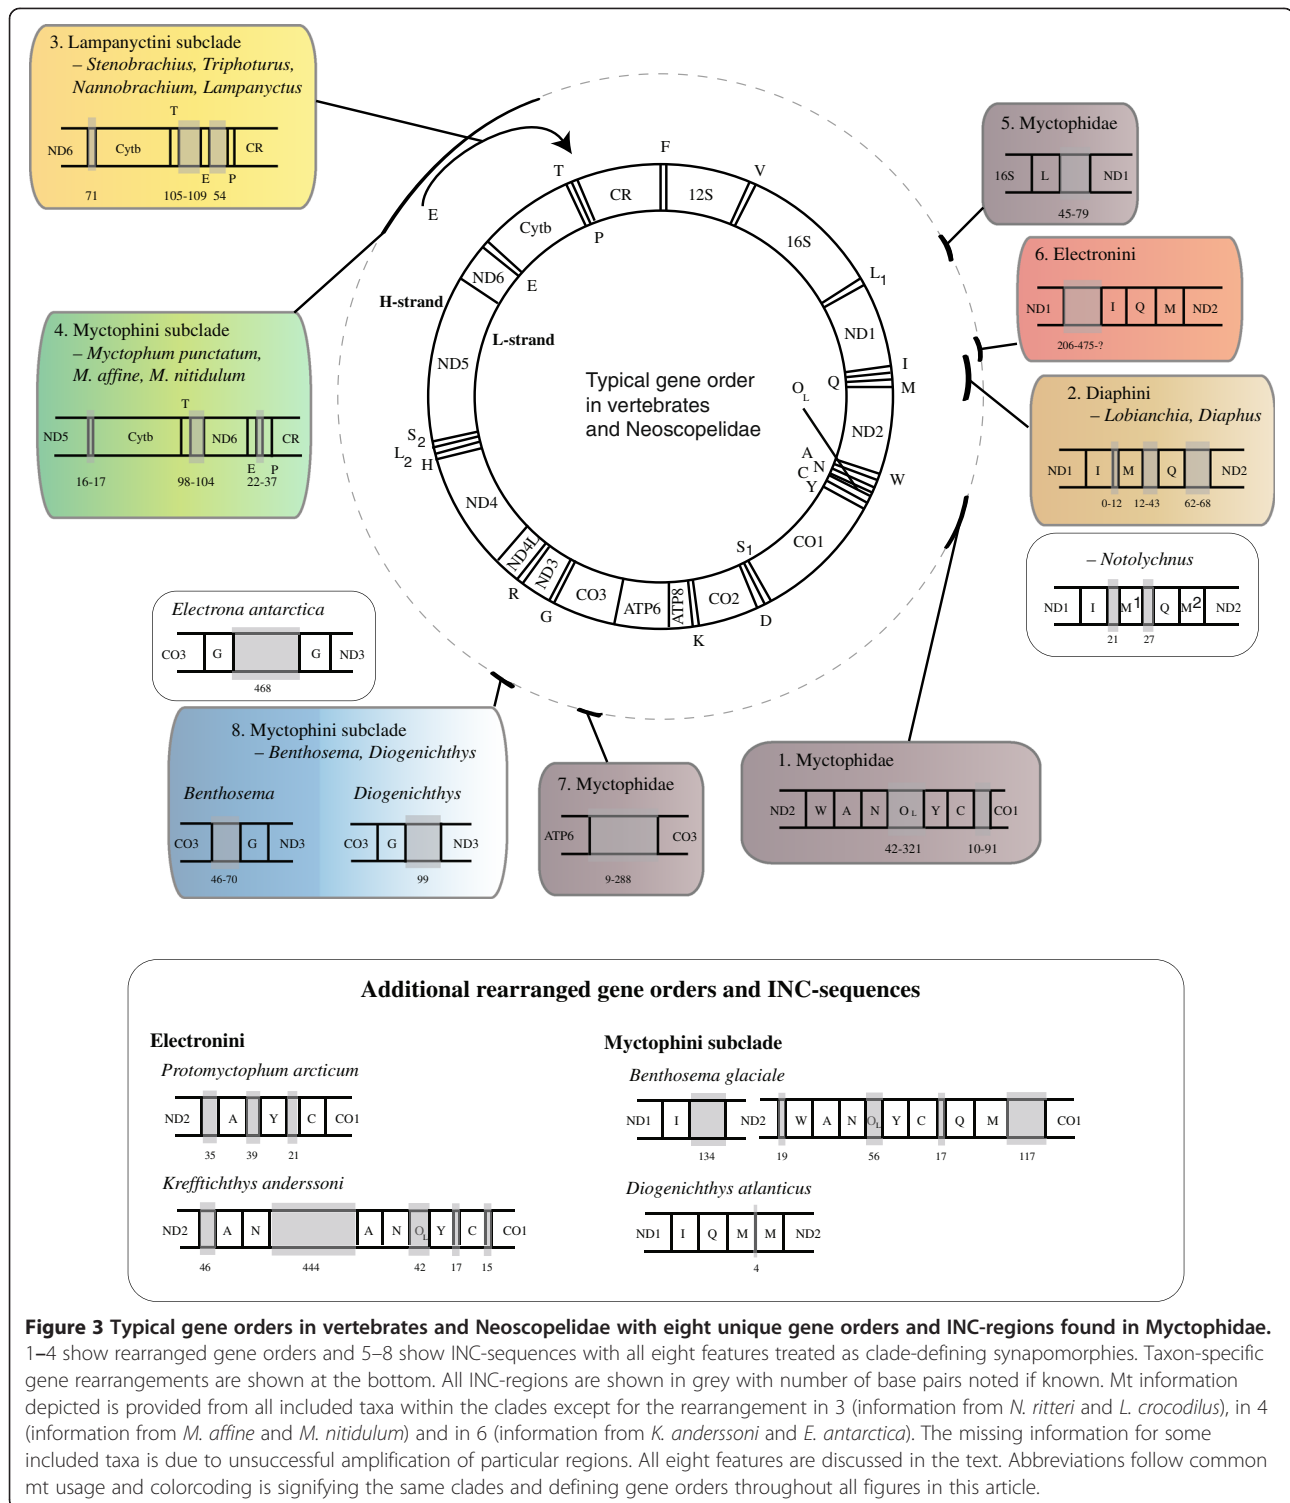 3. Lampanyctini subclade
– Stenobrachius, Triphoturus,
Nannobrachium, Lampanyctus
T
ND6 Cytb CR
E P
71 105-109 54
4. Myctophini subclade
– Myctophum punctatum,
M. affine, M. nitidulum
T
ND5 Cytb ND6 CR
E P
16-17 98-104 22-37
E
T
F
V
CR
12S
P
Cytb
16S
L1
ND6
E
H-strand
L-strand
ND1
ND5
I
Q
M
OL
Typical gene order
in vertebrates
and Neoscopelidae
ND2
S2
L2
H
A
N
C
Y
W
ND4
CO1
S1
D
ND4L
R
ND3
G
CO3
ATP6
ATP8
K
CO2
5. Myctophidae
16S L ND1
45-79
6. Electronini
ND1 I Q M ND2
206-475-?
2. Diaphini
– Lobianchia, Diaphus
ND1 I M Q ND2
0-12 12-43 62-68
– Notolychnus
ND1 I M1 Q M2 ND2
21 27
Electrona antarctica
CO3 G G ND3
468
8. Myctophini subclade
– Benthosema, Diogenichthys
Benthosema Diogenichthys
CO3 G ND3 CO3 G ND3
46-70 99
7. Myctophidae
ATP6 CO3
9-288
1. Myctophidae
ND2 W A N OL Y C CO1
42-321 10-91
Additional rearranged gene orders and INC-sequences
Electronini
Protomyctophum arcticum
ND2 A Y C CO1
35 39 21
Krefftichthys anderssoni
ND2 A N A N OL Y C CO1
46 444 42 17 15
Myctophini subclade
Benthosema glaciale
ND1 I ND2 W A N OL Y C Q M CO1
134 19 56 17 117
Diogenichthys atlanticus
ND1 I Q M M ND2
4
Figure 3 Typical gene orders in vertebrates and Neoscopelidae with eight unique gene orders and INC-regions found in Myctophidae.
1–4 show rearranged gene orders and 5–8 show INC-sequences with all eight features treated as clade-defining synapomorphies. Taxon-specific
gene rearrangements are shown at the bottom. All INC-regions are shown in grey with number of base pairs noted if known. Mt information
depicted is provided from all included taxa within the clades except for the rearrangement in 3 (information from N. ritteri and L. crocodilus), in 4
(information from M. affine and M. nitidulum) and in 6 (information from K. anderssoni and E. antarctica). The missing information for some
included taxa is due to unsuccessful amplification of particular regions. All eight features are discussed in the text. Abbreviations follow common
mt usage and colorcoding is signifying the same clades and defining gene orders throughout all figures in this article.